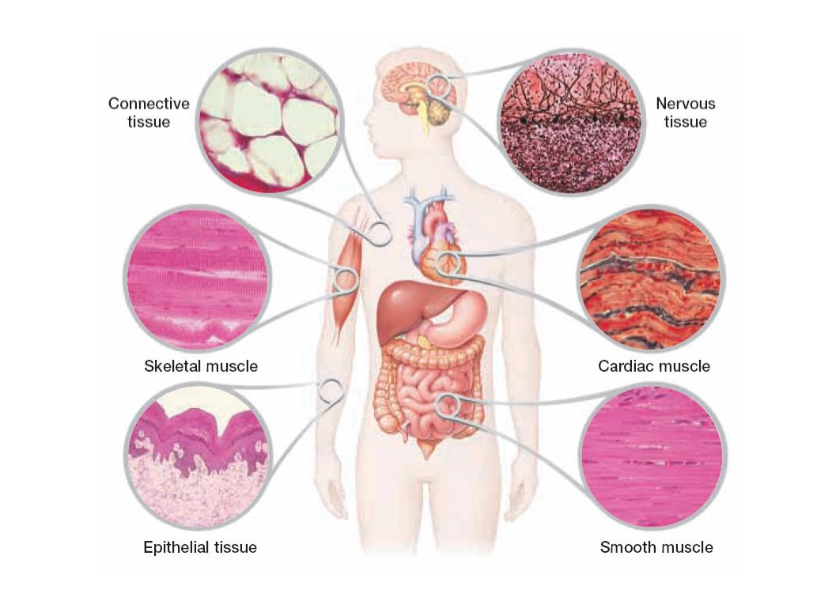 Connective
tissue
Nervous
tissue
Skeletal muscle
Cardiac muscle
Epithelial tissue
Smooth muscle